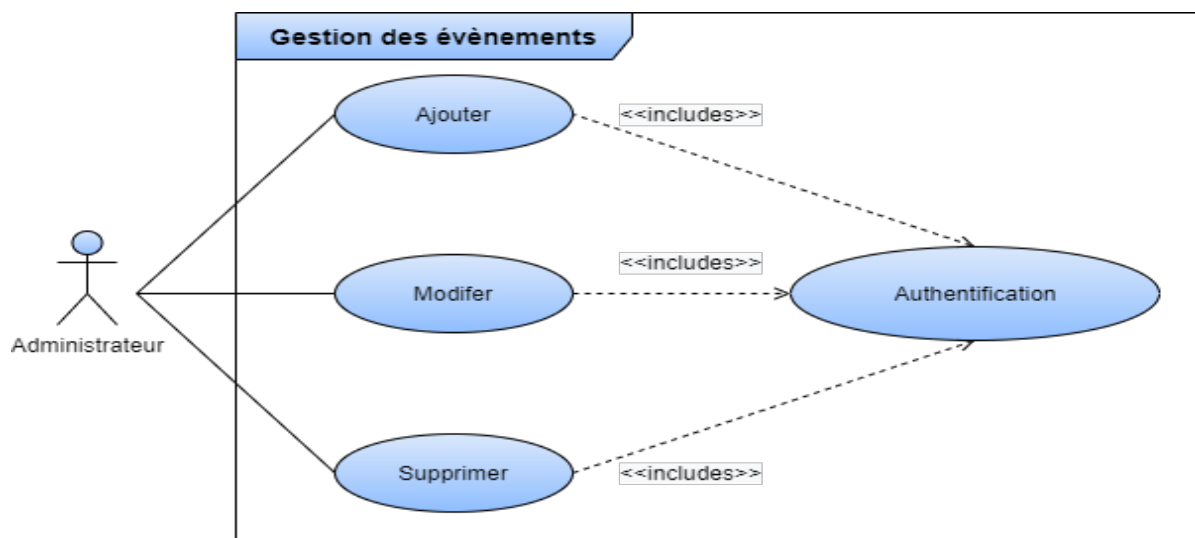 Gestion des évènements
Ajouter
<<includes>>
Modifer
<<includes>>
Authentification
Administrateur
Supprimer
<<includes>>